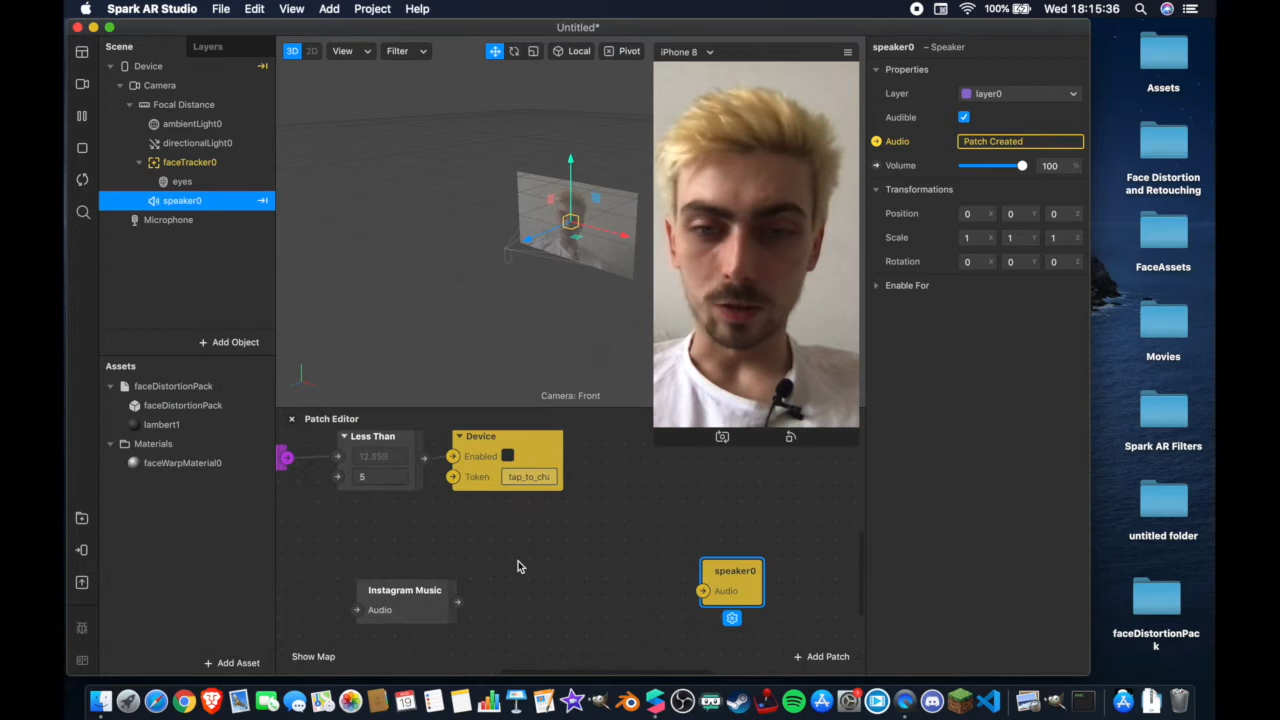 Spark AR Studio File Edit View Add Project Help 100% Wed 18:15:36
Untitled*
Scene Layers
Device
Camera
Focal Distance
ambientLight0
directionalLight0
faceTracker0
eyes
speaker0
Microphone
+ Add Object
Assets
faceDistortionPack
faceDistortionPack
lambert1
Materials
faceWarpMaterial0
+ Add Asset
3D 2D View Filter Local Pivot
Camera: Front
iPhone 8
Patch Editor
Less Than
12.859
5
Device
Enabled
Token tap_to_cha
Instagram Music
Audio
speaker0
Audio
Show Map
+ Add Patch
speaker0 – Speaker
Properties
Layer layer0
Audible
Audio Patch Created
Volume 100 %
Transformations
Position 0 X 0 Y 0 Z
Scale 1 X 1 Y 1 Z
Rotation 0 X 0 Y 0 Z
Enable For
Assets
Face Distortion
and Retouching
FaceAssets
Movies
Spark AR Filters
untitled folder
faceDistortionPac
k